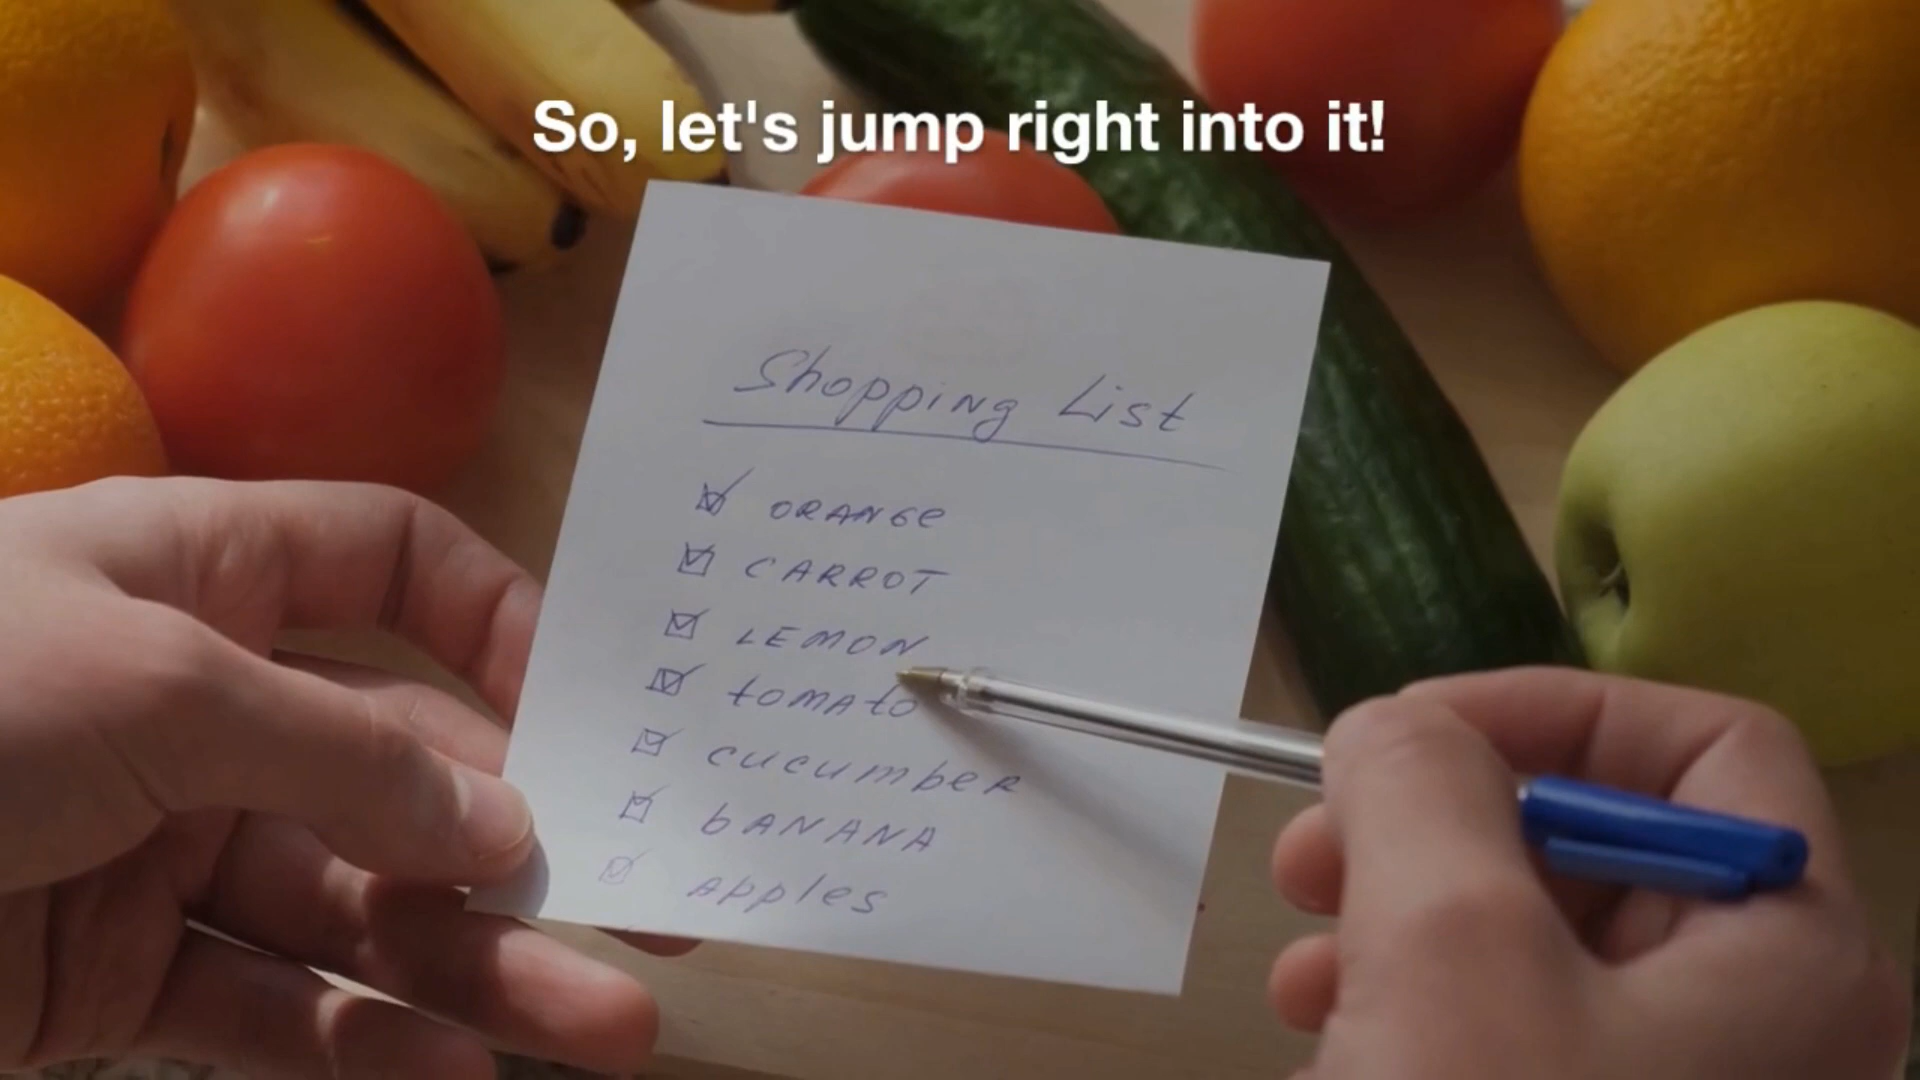 So, let's jump right into it!
Shopping List
ORANGe
CARROT
LEMON
tomato
cucumbeR
bANANA
Apples